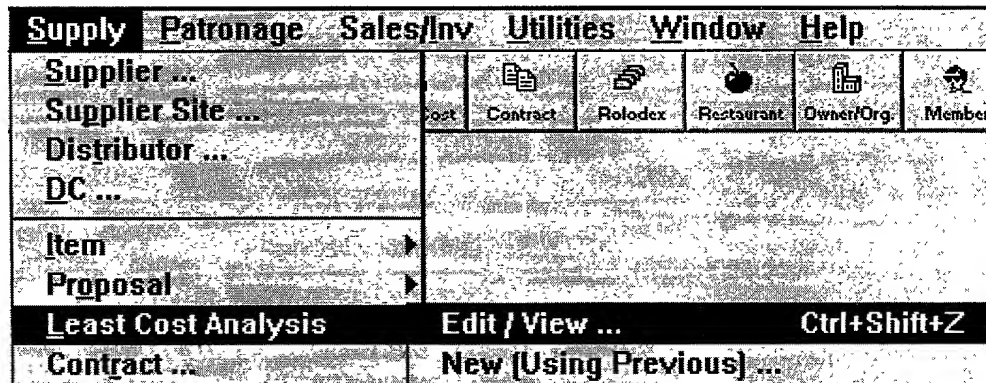 Supply Patronage Sales/Inv Utilities Window Help
Supplier ...
Supplier Site ...
Distributor ...
DC ...
Item
Proposal
Least Cost Analysis
Contract ...
Cost Contract Rolodex Restaurant Owner/Org. Member
Edit / View ... Ctrl+Shift+Z
New (Using Previous) ...